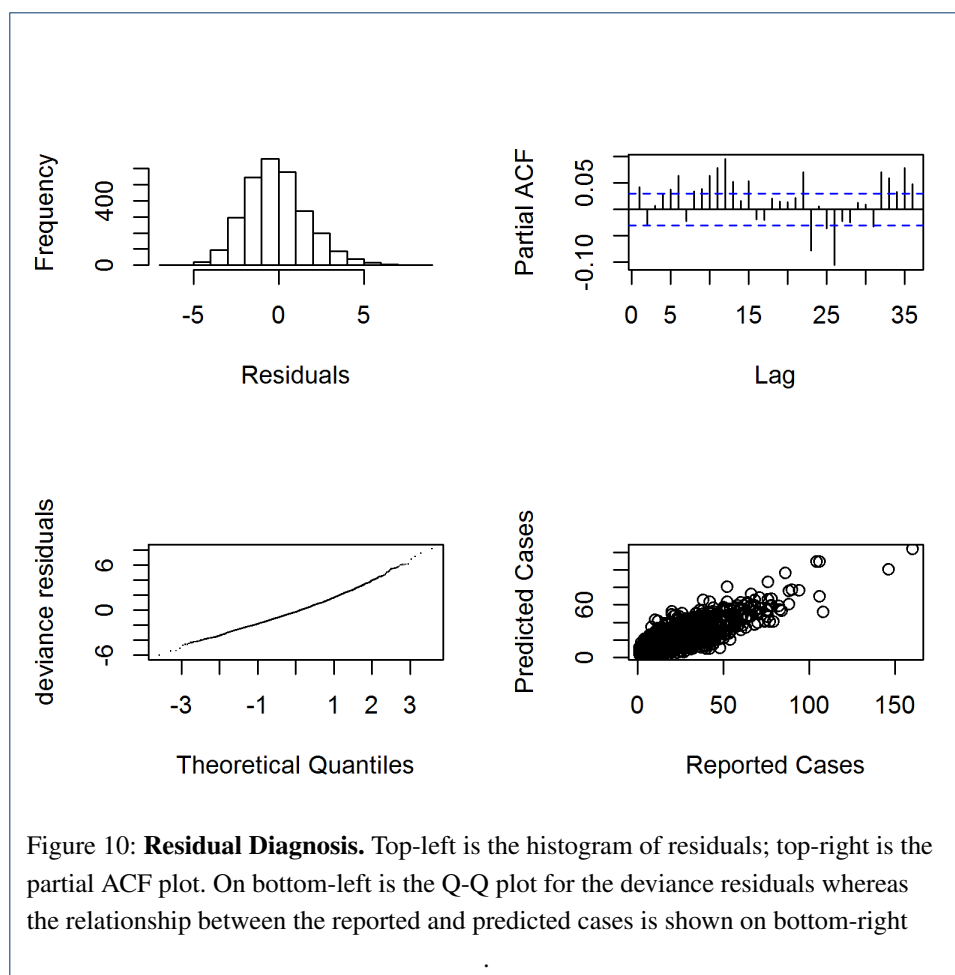 Frequency
400
0
-5 0 5
Residuals
Partial ACF
0.05
-0.10
0 5 15 25 35
Lag
deviance residuals
6
0
-6
-3 -1 1 2 3
Theoretical Quantiles
Predicted Cases
60
0
0 50 100 150
Reported Cases
Figure 10: Residual Diagnosis. Top-left is the histogram of residuals; top-right is the
partial ACF plot. On bottom-left is the Q-Q plot for the deviance residuals whereas
the relationship between the reported and predicted cases is shown on bottom-right
.